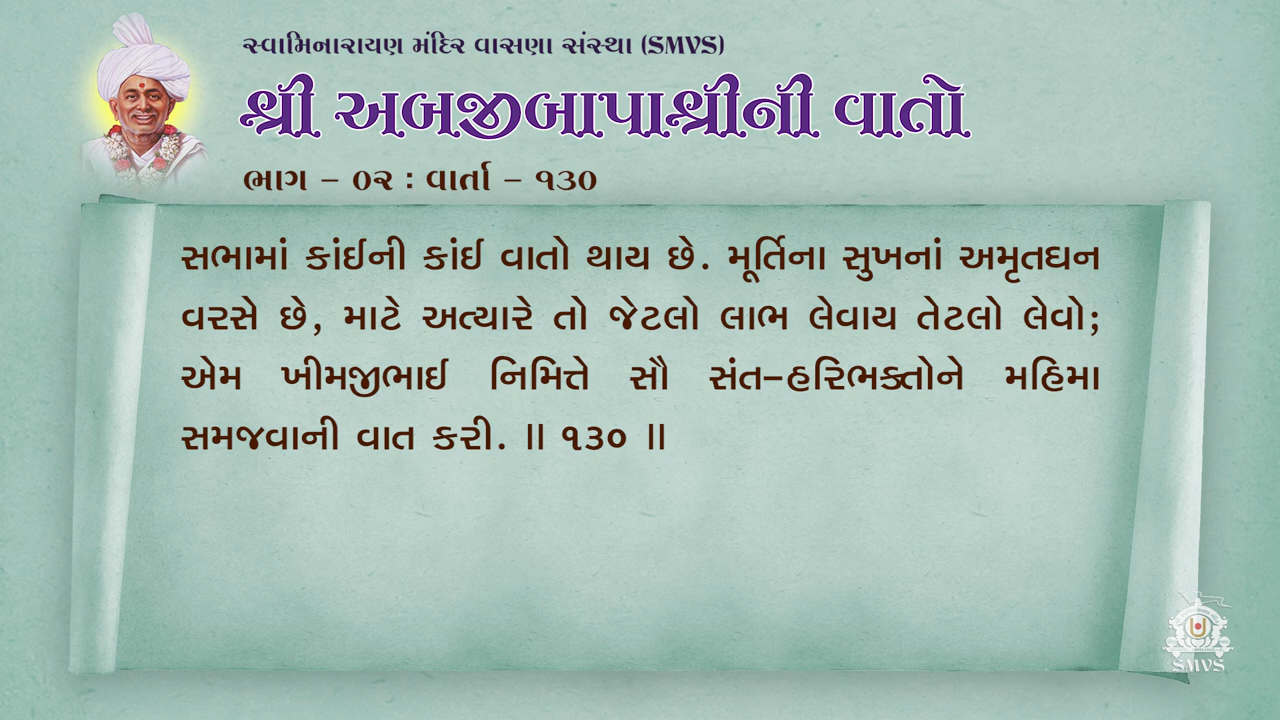 સ્વામિનારાયણ મંદિર વાસણા સંસ્થા (SMVS)
શ્રી અબજીબાપાશ્રીની વાતો
ભાગ - ૦૨ : વાર્તા - ૧૩૦
સભામાં કાંઈની કાંઈ વાતો થાય છે. મૂર્તિના સુખનાં અમૃતઘન
વરસે છે, માટે અત્યારે તો જેટલો લાભ લેવાય તેટલો લેવો;
એમ ખીમજીભાઈ નિમિત્તે સૌ સંત-હરિભક્તોને મહિમા
સમજવાની વાત કરી. ॥ ૧૩૦ ॥
SMVS